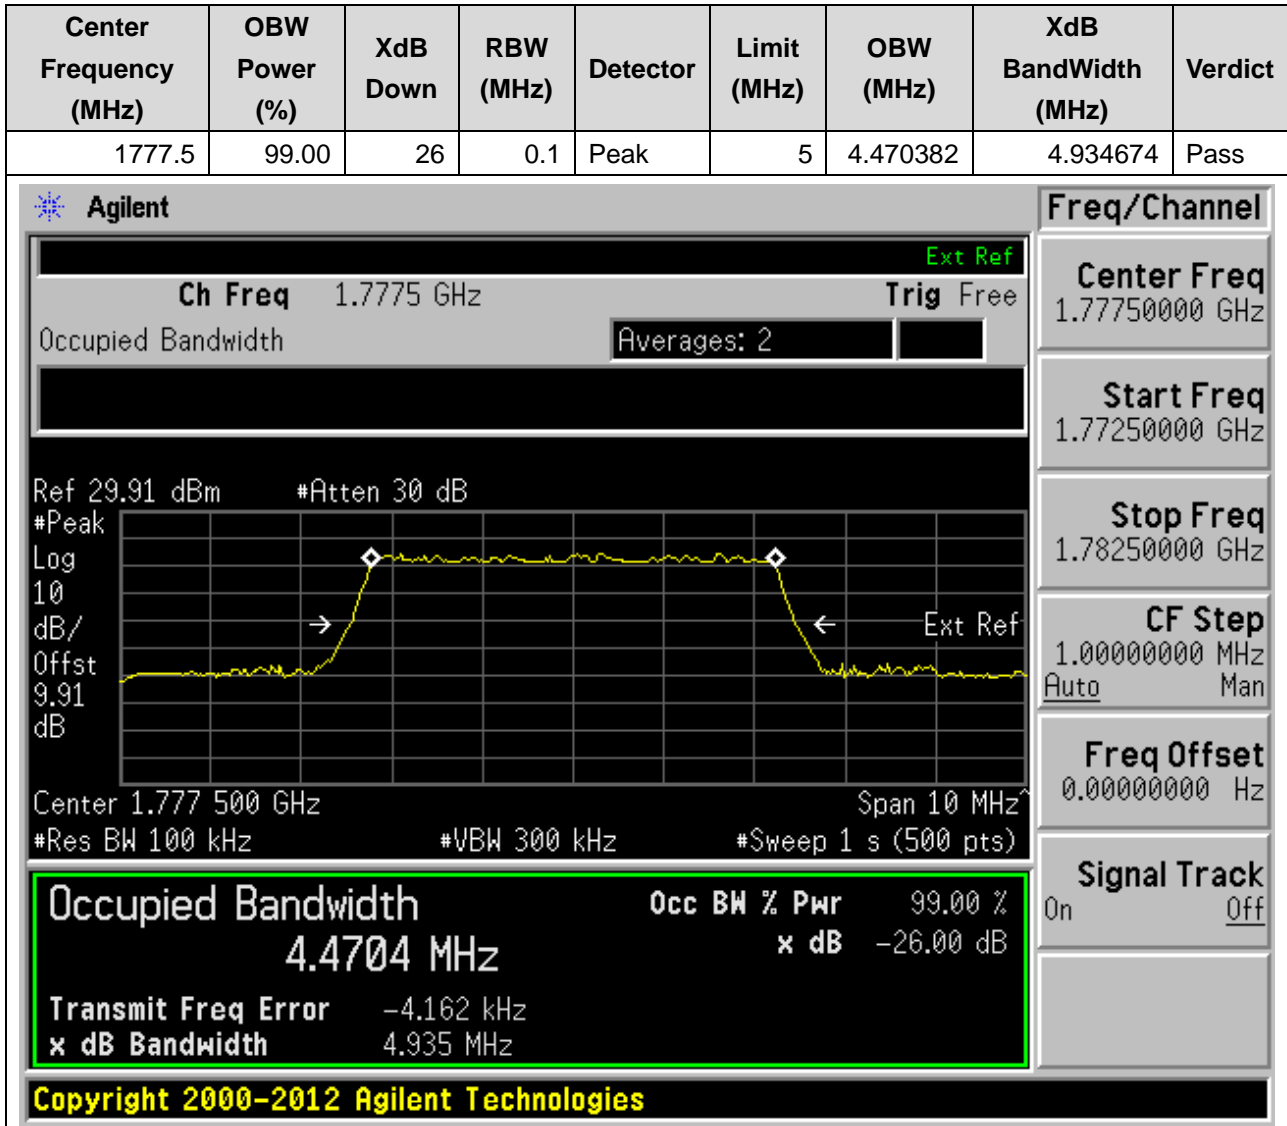 Center Frequency (MHz) OBW Power (%) XdB Down RBW (MHz) Detector Limit (MHz) OBW (MHz) XdB BandWidth (MHz) Verdict
1777.5 99.00 26 0.1 Peak 5 4.470382 4.934674 Pass
Agilent
Freq/Channel
Ext Ref
Ch Freq 1.7775 GHz Trig Free
Occupied Bandwidth Averages: 2
Center Freq
1.77750000 GHz
Start Freq
1.77250000 GHz
Stop Freq
1.78250000 GHz
CF Step
1.00000000 MHz
Auto Man
Freq Offset
0.00000000 Hz
Signal Track
On Off
Ref 29.91 dBm #Atten 30 dB
#Peak
Log
10
dB/
Offst
9.91
dB
Ext Ref
Center 1.777 500 GHz Span 10 MHz^
#Res BW 100 kHz #VBW 300 kHz #Sweep 1 s (500 pts)
Occupied Bandwidth
4.4704 MHz
Occ BW % Pwr 99.00 %
x dB -26.00 dB
Transmit Freq Error -4.162 kHz
x dB Bandwidth 4.935 MHz
Copyright 2000-2012 Agilent Technologies